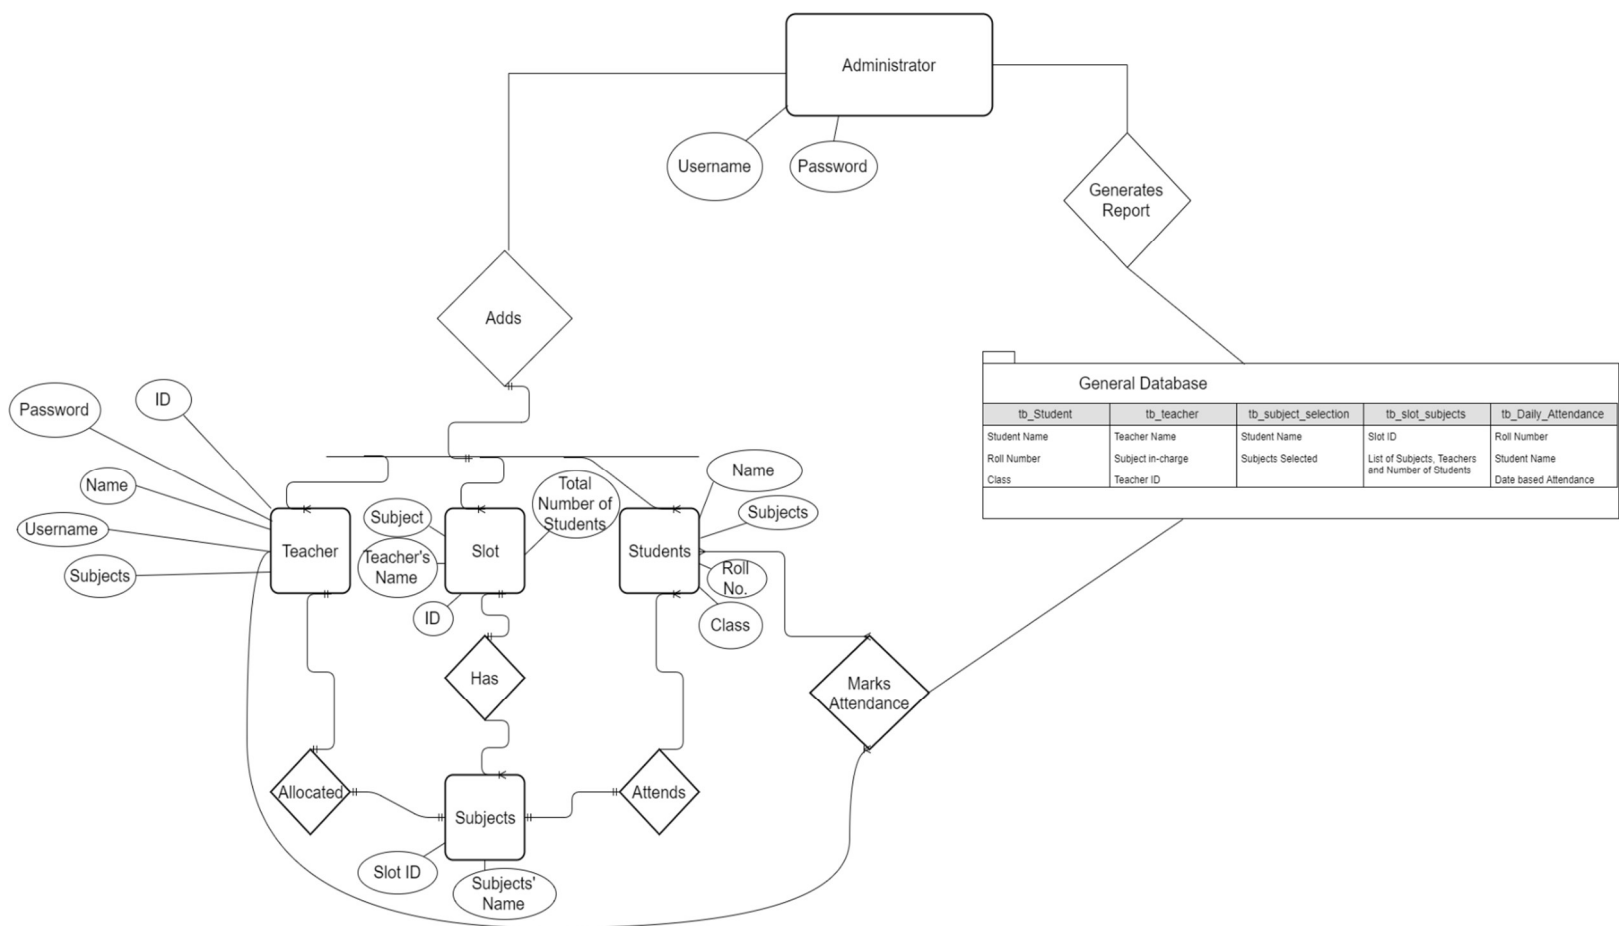 Administrator
Username
Password
Generates
Report
Adds
General Database
tb_Student
tb_teacher
tb_subject_selection
tb_slot_subjects
tb_Daily_Attendance
Student Name
Teacher Name
Student Name
Slot ID
Roll Number
Roll Number
Subject in-charge
Subjects Selected
List of Subjects, Teachers
and Number of Students
Student Name
Class
Teacher ID
Date based Attendance
Password
ID
Name
Username
Subjects
Teacher
Subject
Teacher's
Name
ID
Slot
Total
Number of
Students
Students
Name
Subjects
Roll
No.
Class
Has
Marks
Attendance
Allocated
Subjects
Attends
Slot ID
Subjects'
Name